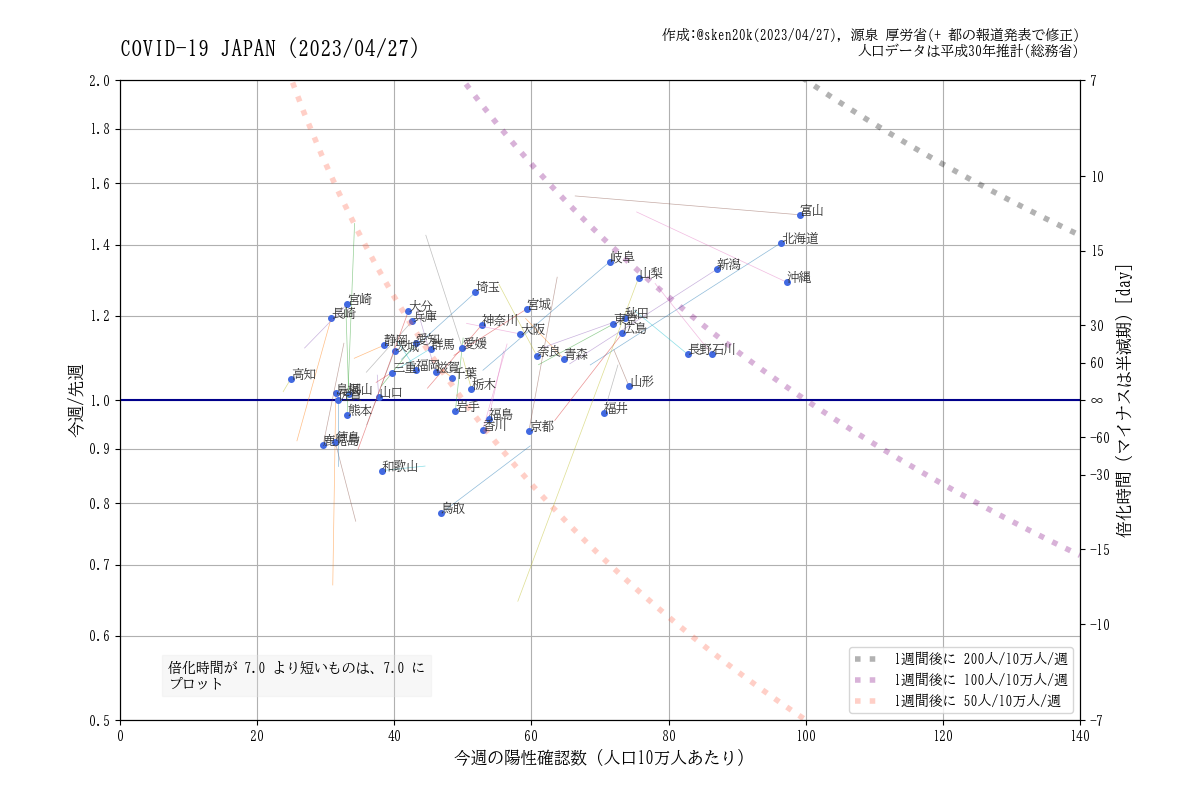 COVID-19 JAPAN (2023/04/27)
作成:@sken20k(2023/04/27), 源泉 厚労省(+ 都の報道発表で修正)
人口データは平成30年推計(総務省)
2.0
1.8
1.6
1.4
1.2
1.0
0.9
0.8
0.7
0.6
0.5
今週/先週
富山
北海道
岐阜
新潟
山梨
沖縄
埼玉
宮崎
大分
宮城
長崎
兵庫
神奈川
秋田
東京
広島
大阪
静岡
愛知
茨城
群馬
愛媛
奈良
青森
長野
石川
三重
福岡
滋賀
千葉
高知
栃木
山形
岡山
山口
熊本
岩手
福島
福井
香川
京都
徳島
鹿児島
和歌山
鳥取
7
10
15
30
60
∞
-60
-30
-15
-10
-7
倍化時間 (マイナスは半減期) [day]
倍化時間が 7.0 より短いものは、7.0 に
プロット
1週間後に 200人/10万人/週
1週間後に 100人/10万人/週
1週間後に 50人/10万人/週
0 20 40 60 80 100 120 140
今週の陽性確認数 (人口10万人あたり)